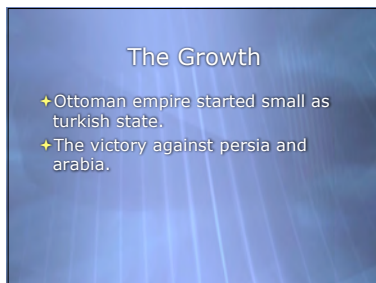 The Growth
Ottoman empire started small as
turkish state.
The victory against persia and
arabia.